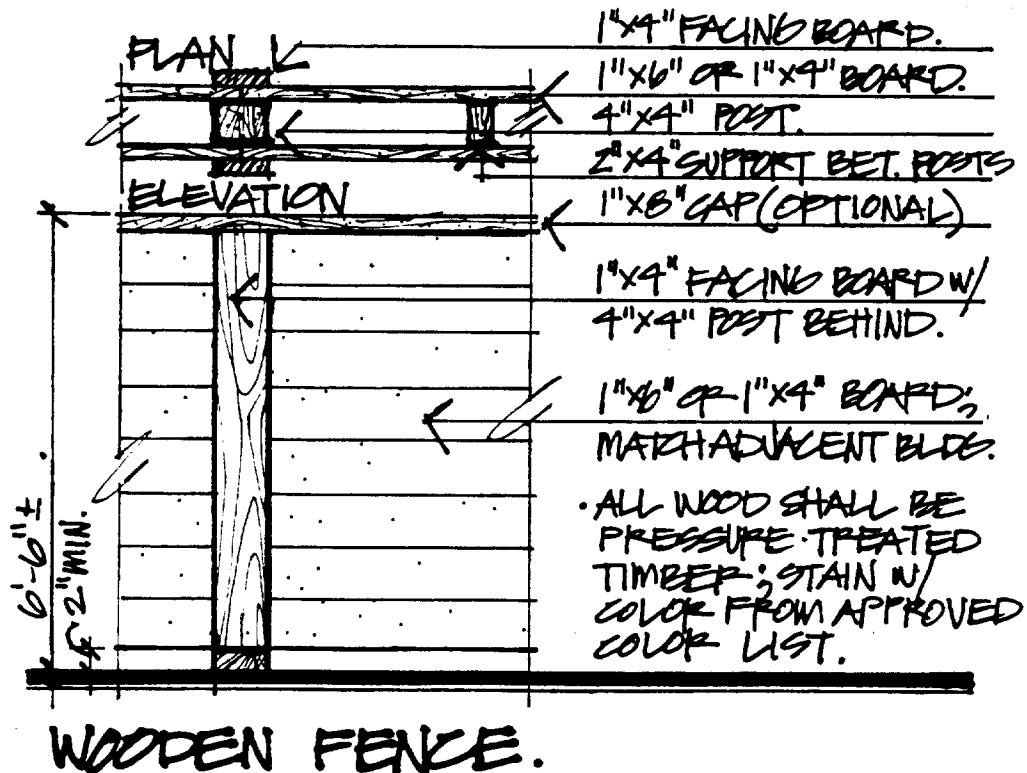 PLAN
1"X4" FACING BOARD.
1"X6" OR 1"X4" BOARD.
4"X4" POST.
2"X4" SUPPORT BET. POSTS
ELEVATION
1"X8" CAP (OPTIONAL)
1"X4" FACING BOARD W/
4"X4" POST BEHIND.
1"X6" OR 1"X4" BOARD;
MATCH ADJACENT BLDG.
• ALL WOOD SHALL BE
PRESSURE-TREATED
TIMBER; STAIN W/
COLOR FROM APPROVED
COLOR LIST.
6'-6"±
2" MIN.
WOODEN FENCE.